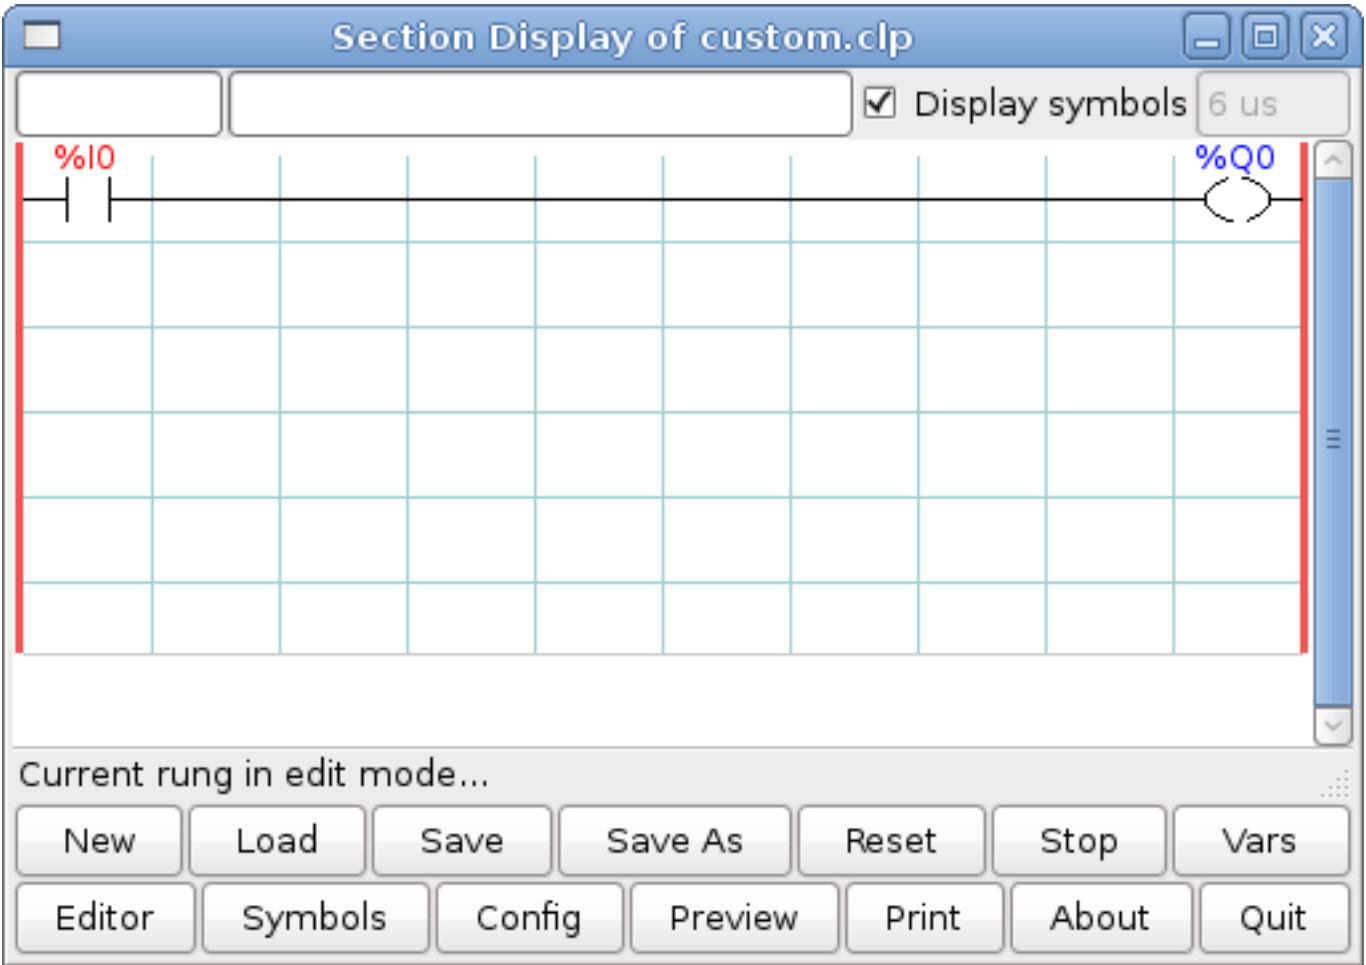 Section Display of custom.clp
Display symbols 6 us
%I0 %Q0
Current rung in edit mode...
New Load Save Save As Reset Stop Vars
Editor Symbols Config Preview Print About Quit